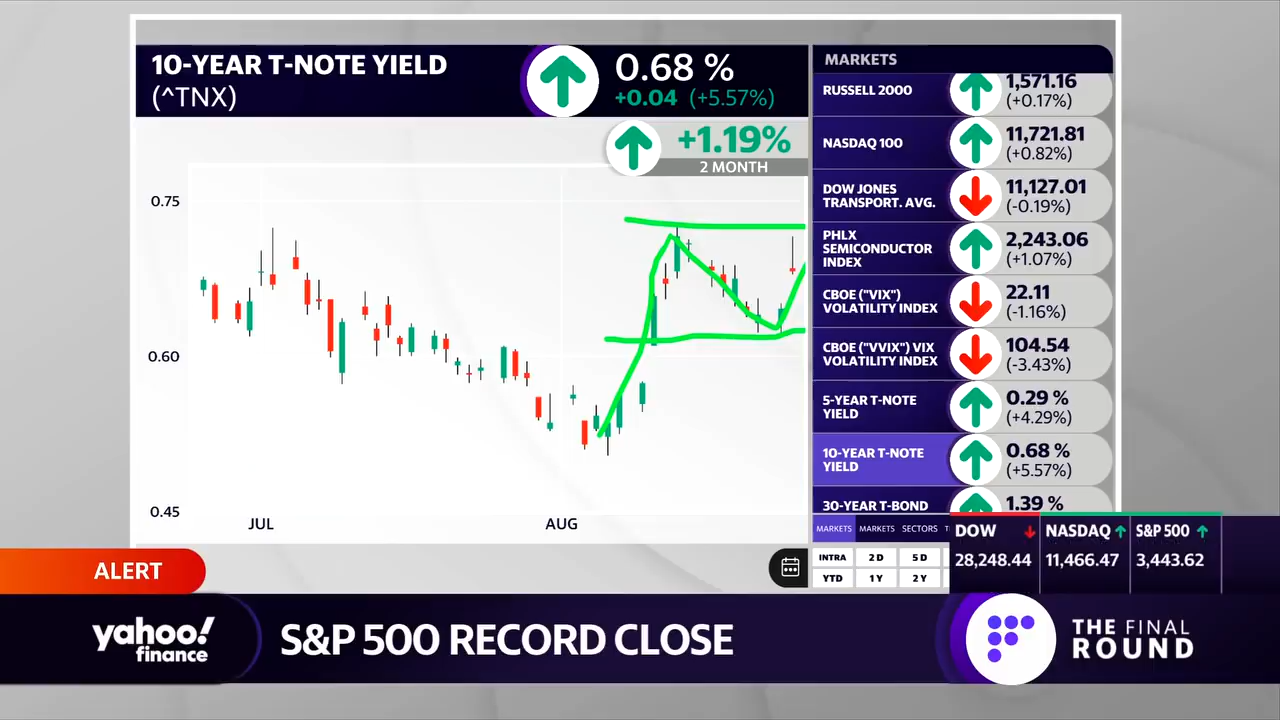 10-YEAR T-NOTE YIELD
(^TNX)
0.68 %
+0.04 (+5.57%)
+1.19%
2 MONTH
0.75
0.60
0.45
JUL
AUG
MARKETS
RUSSELL 2000
1,571.16
(+0.17%)
NASDAQ 100
11,721.81
(+0.82%)
DOW JONES
TRANSPORT. AVG.
11,127.01
(-0.19%)
PHLX
SEMICONDUCTOR
INDEX
2,243.06
(+1.07%)
CBOE ("VIX")
VOLATILITY INDEX
22.11
(-1.16%)
CBOE ("VVIX") VIX
VOLATILITY INDEX
104.54
(-3.43%)
5-YEAR T-NOTE
YIELD
0.29 %
(+4.29%)
10-YEAR T-NOTE
YIELD
0.68 %
(+5.57%)
30-YEAR T-BOND
1.39 %
MARKETS MARKETS SECTORS
INTRA 2 D 5 D
YTD 1 Y 2 Y
DOW NASDAQ S&P 500
28,248.44 11,466.47 3,443.62
ALERT
yahoo!
finance
S&P 500 RECORD CLOSE
THE FINAL
ROUND